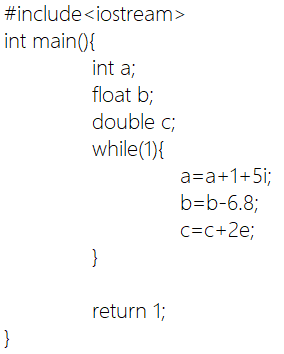 #include<iostream>
int main(){
int a;
float b;
double c;
while(1){
a=a+1+5i;
b=b-6.8;
c=c+2e;
}
return 1;
}